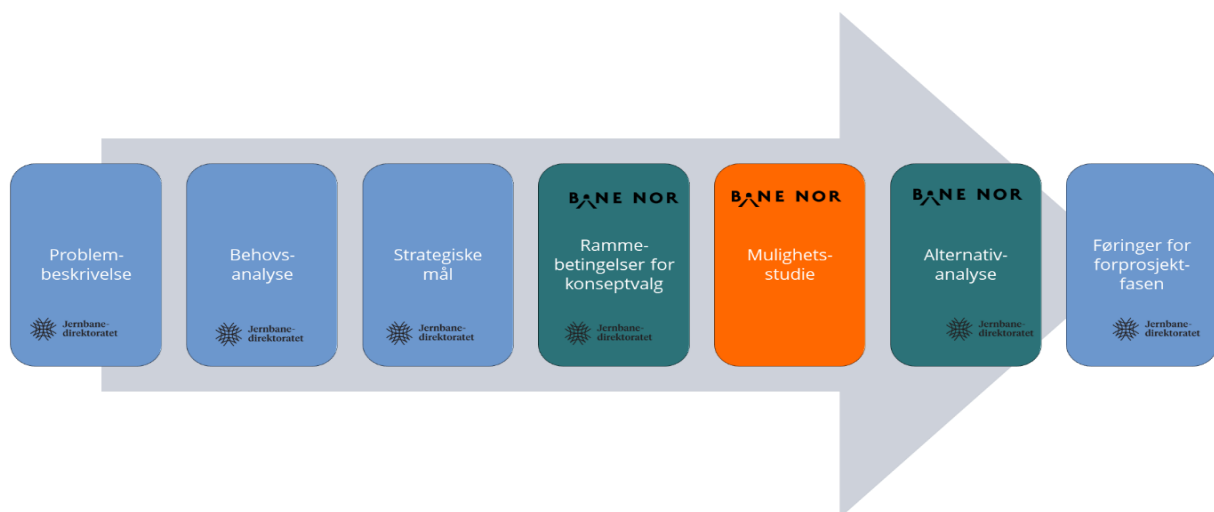 Problem-
beskrivelse
Jernbane-
direktoratet
Behovs-
analyse
Jernbane-
direktoratet
Strategiske
mål
Jernbane-
direktoratet
BANE NOR
Ramme-
betingelser for
konseptvalg
Jernbane-
direktoratet
BANE NOR
Mulighets-
studie
BANE NOR
Alternativ-
analyse
Jernbane-
direktoratet
Føringer for
forprosjekt-
fasen
Jernbane-
direktoratet